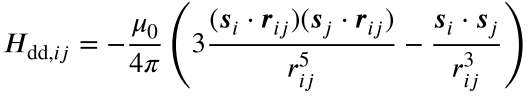 $H_{\mathrm{dd},ij} = -\frac{\mu_0}{4\pi}\left(3\frac{(\boldsymbol{s}_i \cdot \boldsymbol{r}_{ij})(\boldsymbol{s}_j \cdot \boldsymbol{r}_{ij})}{r_{ij}^5} - \frac{\boldsymbol{s}_i \cdot \boldsymbol{s}_j}{r_{ij}^3}\right)$